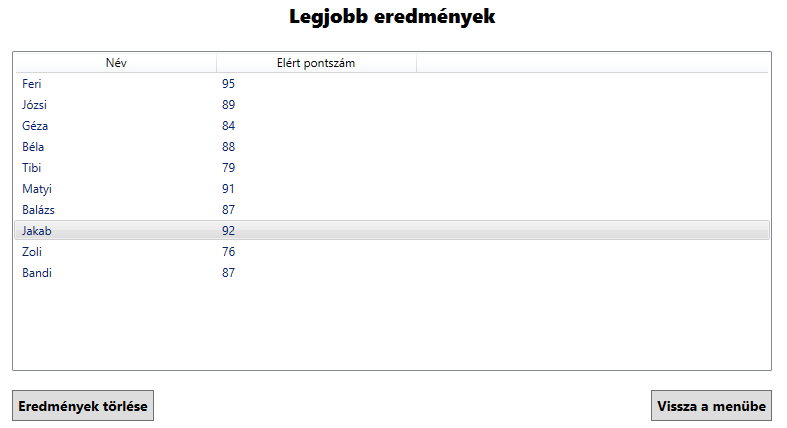 Legjobb eredmények
Név Elért pontszám
Feri 95
Józsi 89
Géza 84
Béla 88
Tibi 79
Matyi 91
Balázs 87
Jakab 92
Zoli 76
Bandi 87
Eredmények törlése Vissza a menübe